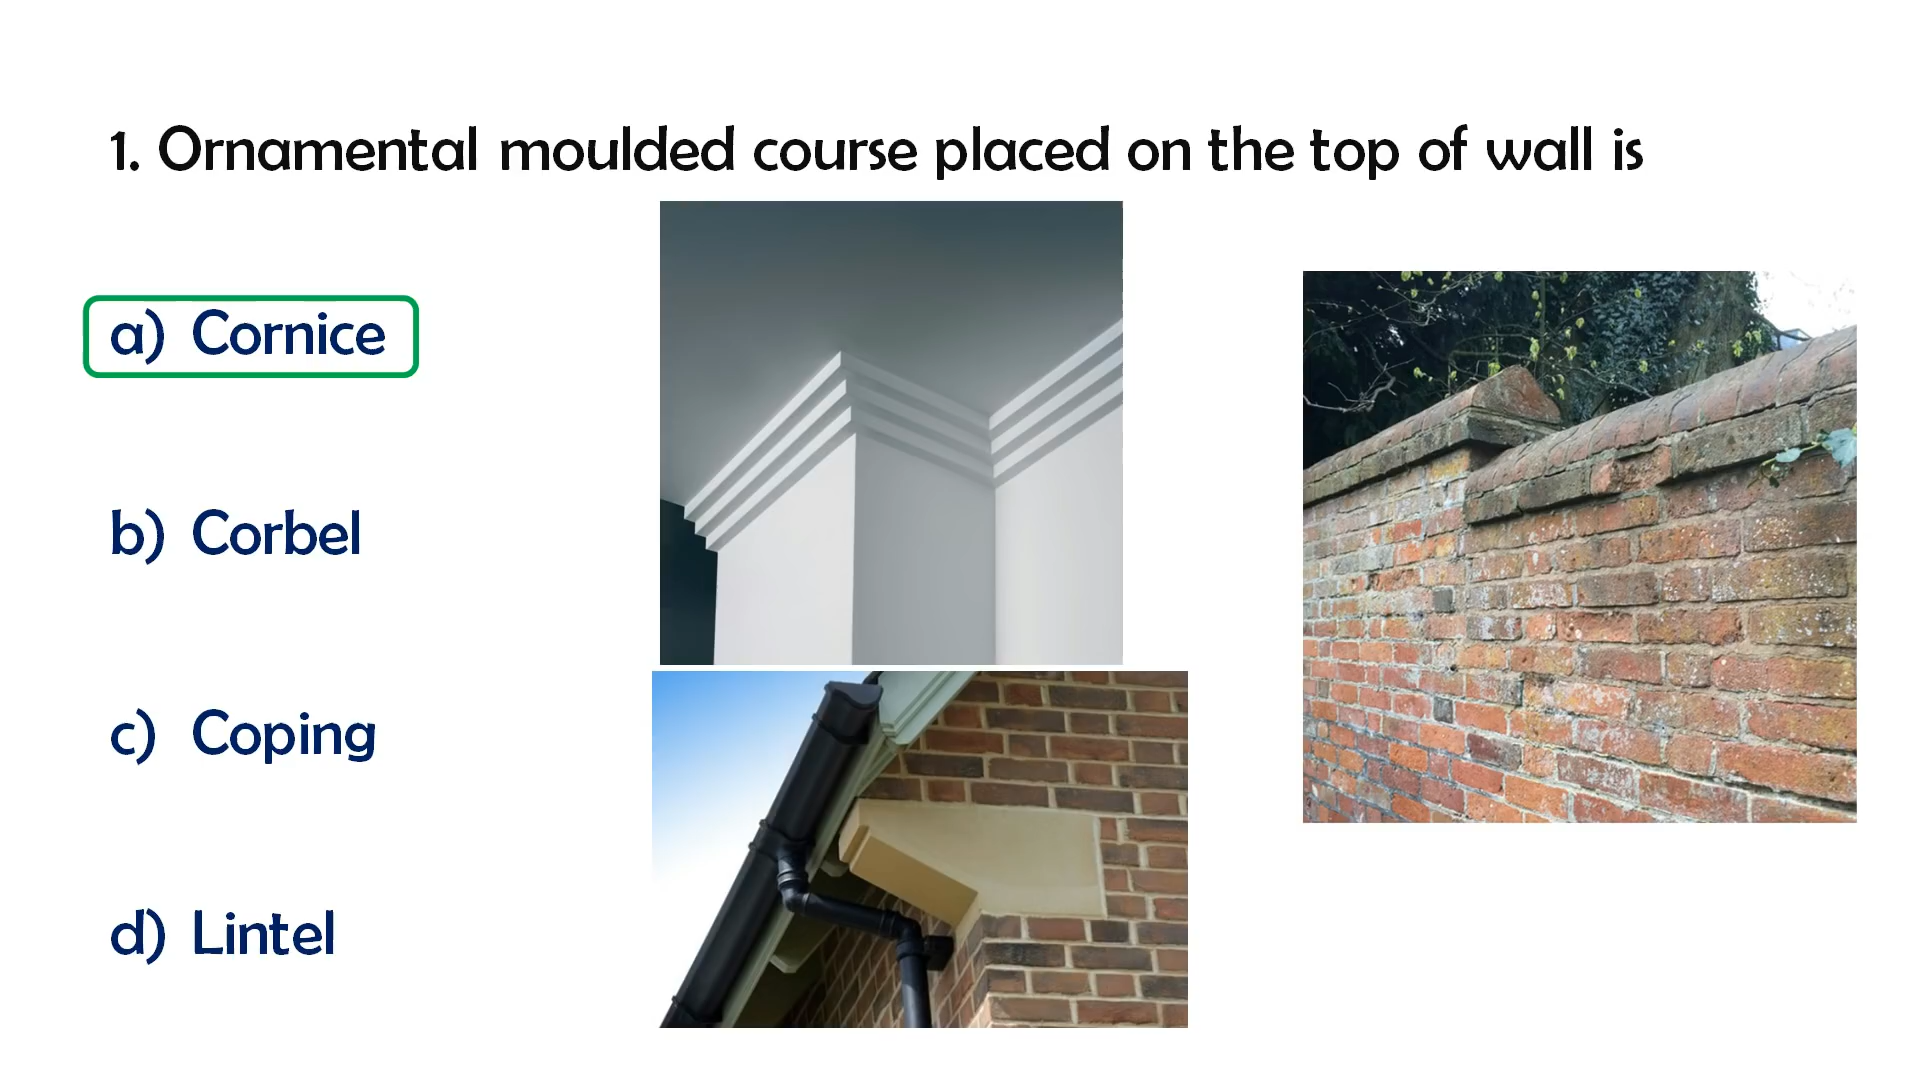 1. Ornamental moulded course placed on the top of wall is
a) Cornice
b) Corbel
c) Coping
d) Lintel